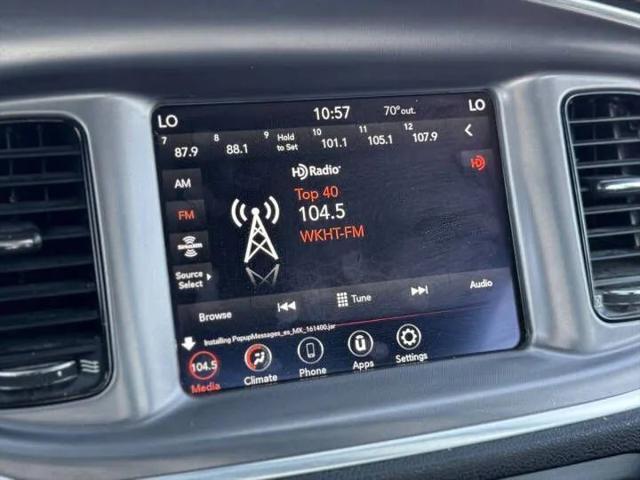 LO 10:57 70° out. LO
7 87.9 8 88.1 9 Hold to Set 10 101.1 11 105.1 12 107.9
HD Radio
AM
Top 40
FM
104.5
WKHT-FM
SiriusXM
Source Select
Browse Tune Audio
Installing PopupMessages_es_MX_161400.jar
104.5
Media Climate Phone Apps Settings